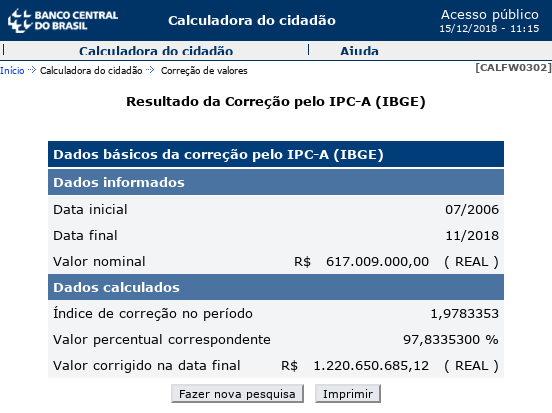 BANCO CENTRAL
DO BRASIL
Calculadora do cidadão
Acesso público
15/12/2018 - 11:15
Calculadora do cidadão | Ajuda
Início Calculadora do cidadão Correção de valores
[CALFW0302]
Resultado da Correção pelo IPC-A (IBGE)
Dados básicos da correção pelo IPC-A (IBGE)
Dados informados
Data inicial 07/2006
Data final 11/2018
Valor nominal R$ 617.009.000,00 ( REAL )
Dados calculados
Índice de correção no período 1,9783353
Valor percentual correspondente 97,8335300 %
Valor corrigido na data final R$ 1.220.650.685,12 ( REAL )
Fazer nova pesquisa Imprimir